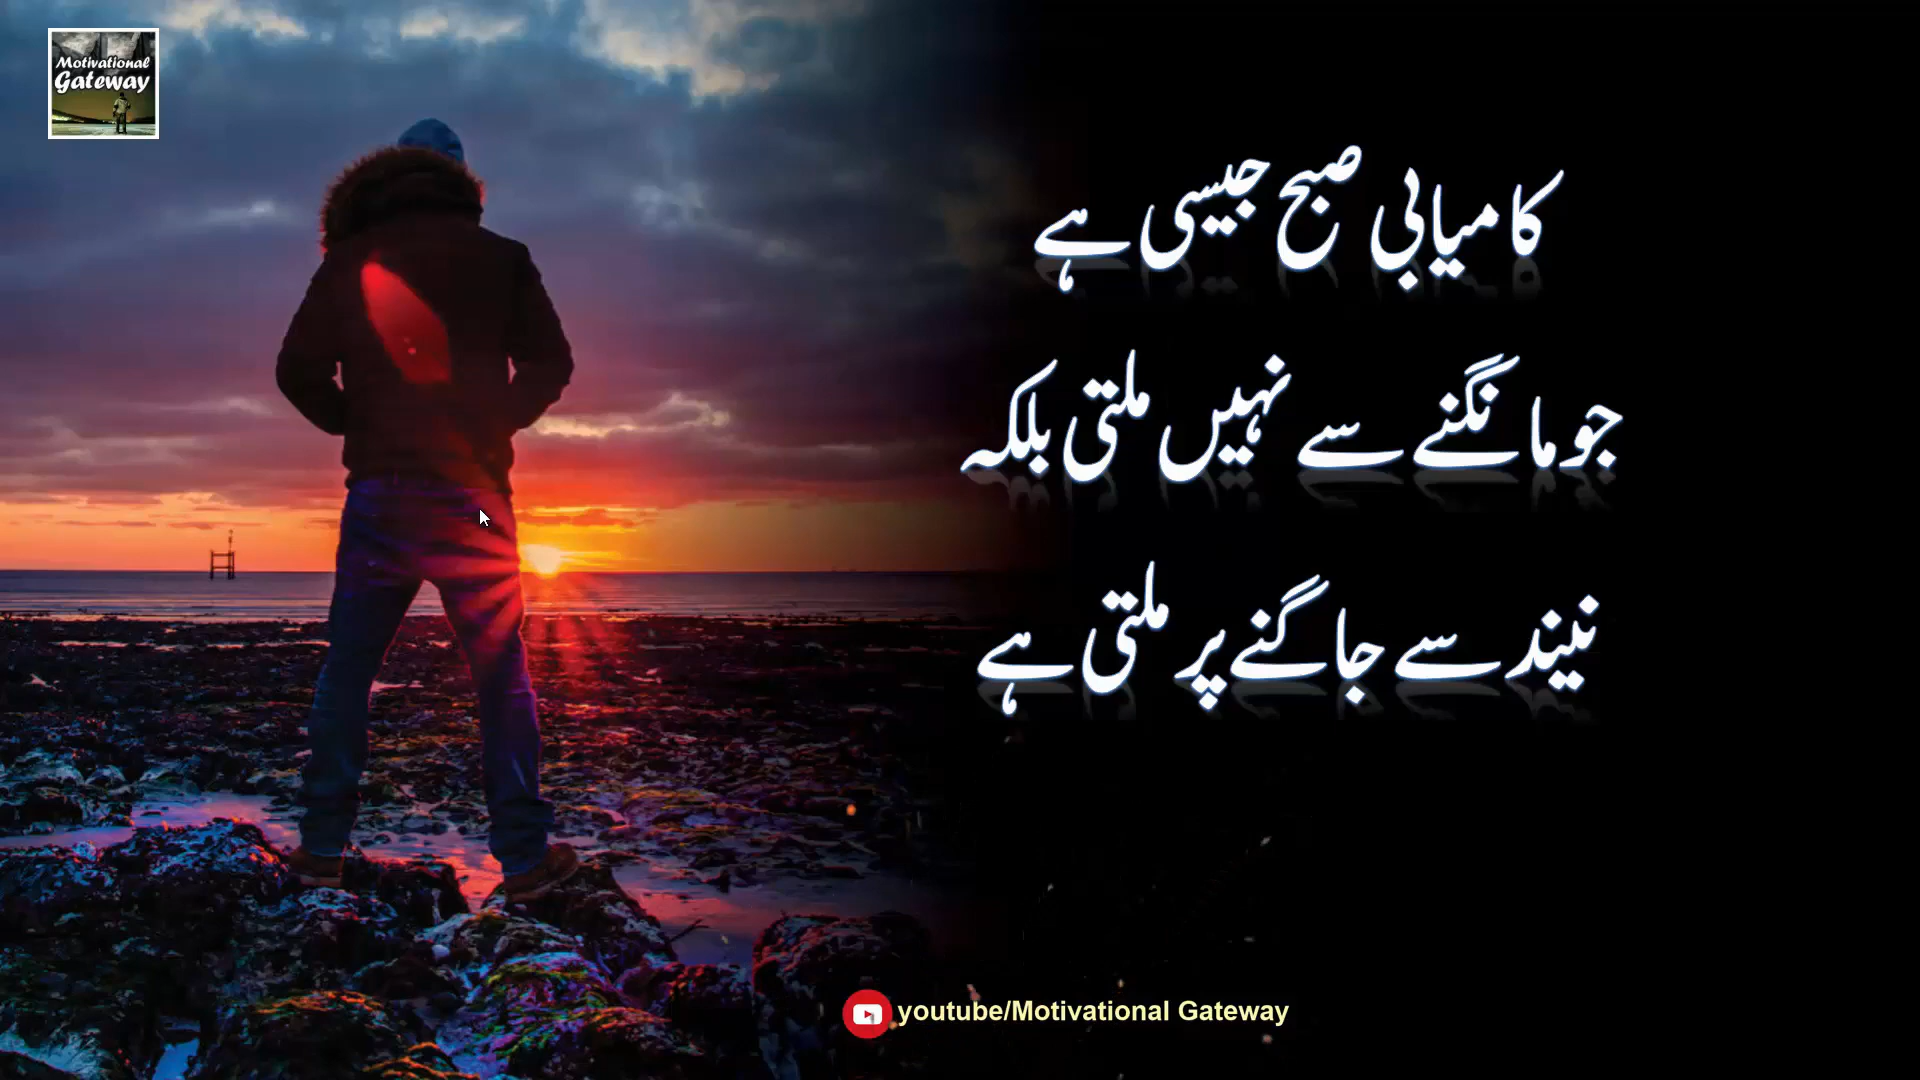 Motivational
Gateway
کامیابی صبح جیسی ہے
جو مانگنے سے نہیں ملتی بلکہ
نیند سے جاگنے پر ملتی ہے
youtube/Motivational Gateway